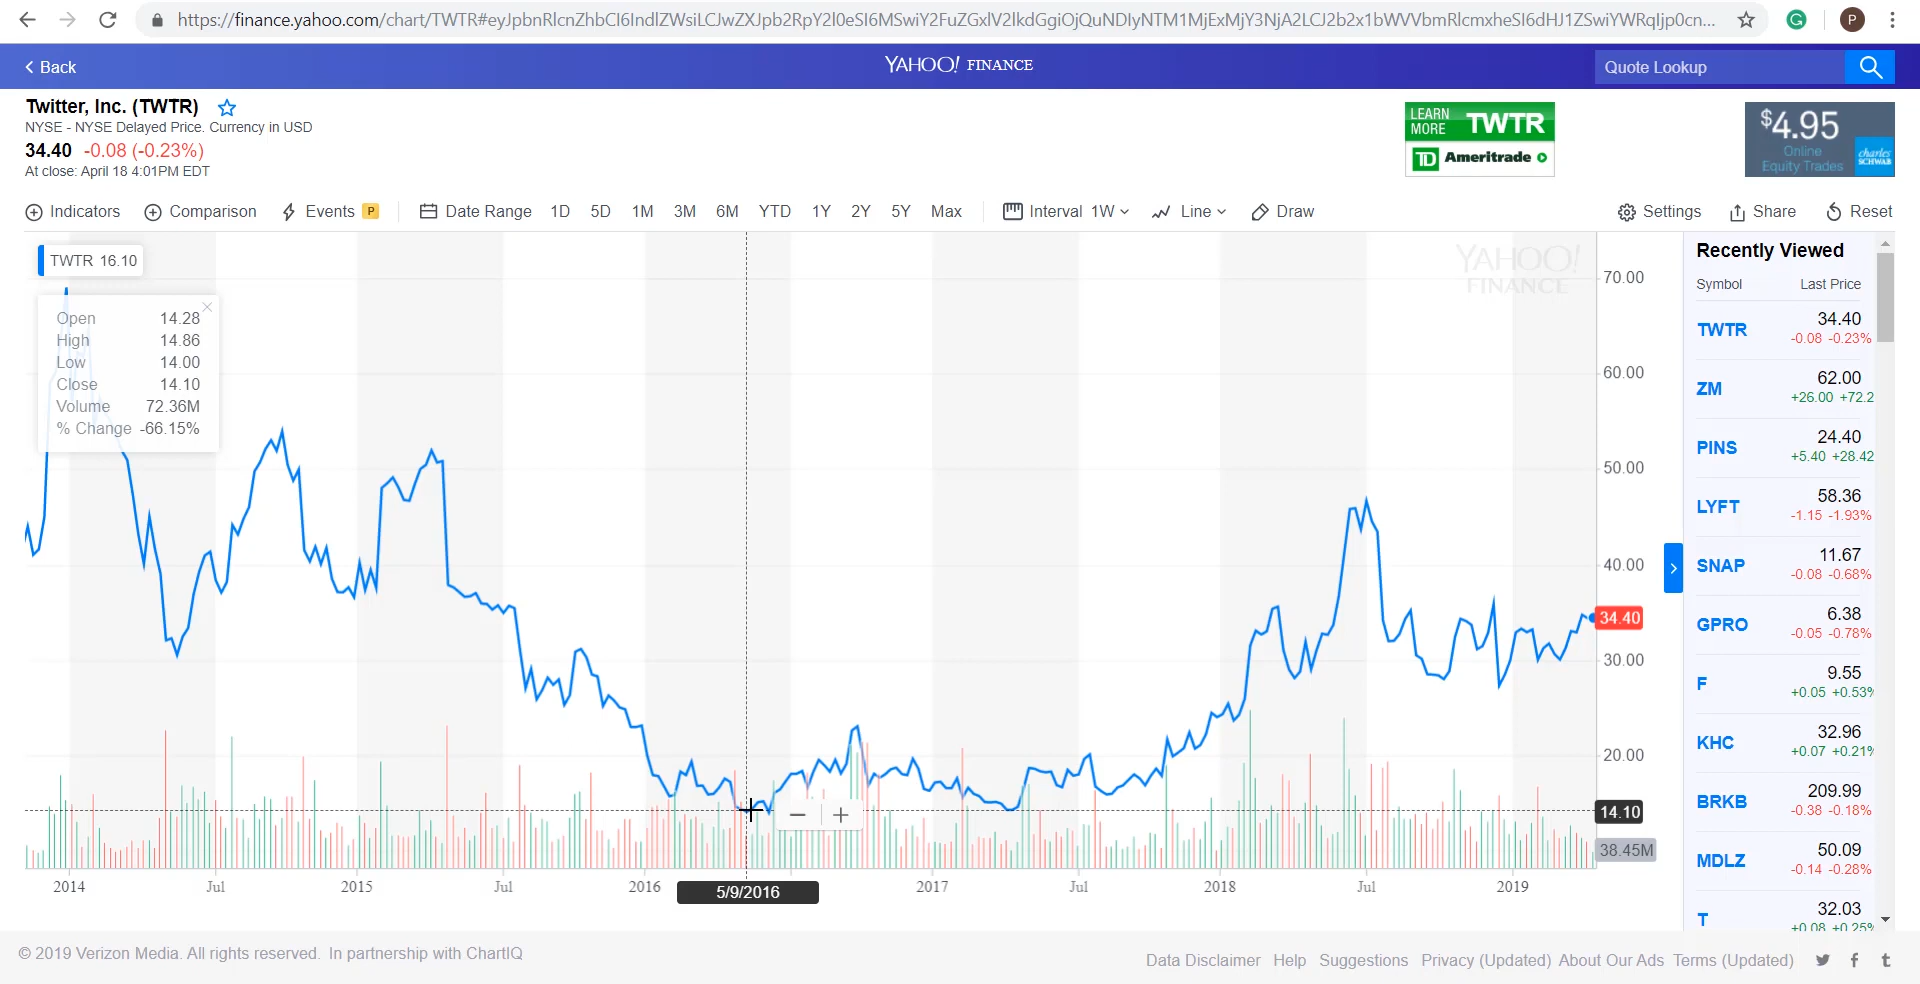 https://finance.yahoo.com/chart/TWTR#eyJpbnRlcnZhbCI6IndlZWsiLCJwZXJpb2RpY2l0eSI6MSwiY2FuZGxlV2lkdGgiOjQuNDIyNTM1MjExMjY3NjA2LCJ2b2x1bWVVbmRlcmxheSI6dHJ1ZSwiYWRqIjp0cn...
G
P
Back
YAHOO! FINANCE
Quote Lookup
Twitter, Inc. (TWTR)
NYSE - NYSE Delayed Price. Currency in USD
34.40 -0.08 (-0.23%)
At close: April 18 4:01PM EDT
LEARN MORE TWTR
TD Ameritrade
$4.95
Online
Equity Trades
charles SCHWAB
Indicators Comparison Events P Date Range 1D 5D 1M 3M 6M YTD 1Y 2Y 5Y Max Interval 1W Line Draw Settings Share Reset
TWTR 16.10
Open 14.28
High 14.86
Low 14.00
Close 14.10
Volume 72.36M
% Change -66.15%
YAHOO!
FINANCE
70.00
60.00
50.00
40.00
34.40
30.00
20.00
14.10
38.45M
2014 Jul 2015 Jul 2016 2017 Jul 2018 Jul 2019
5/9/2016
Recently Viewed
Symbol Last Price
TWTR 34.40
-0.08 -0.23%
ZM 62.00
+26.00 +72.2
PINS 24.40
+5.40 +28.42
LYFT 58.36
-1.15 -1.93%
SNAP 11.67
-0.08 -0.68%
GPRO 6.38
-0.05 -0.78%
F 9.55
+0.05 +0.53%
KHC 32.96
+0.07 +0.21%
BRKB 209.99
-0.38 -0.18%
MDLZ 50.09
-0.14 -0.28%
T 32.03
+0.08 +0.25%
© 2019 Verizon Media. All rights reserved. In partnership with ChartIQ
Data Disclaimer Help Suggestions Privacy (Updated) About Our Ads Terms (Updated)